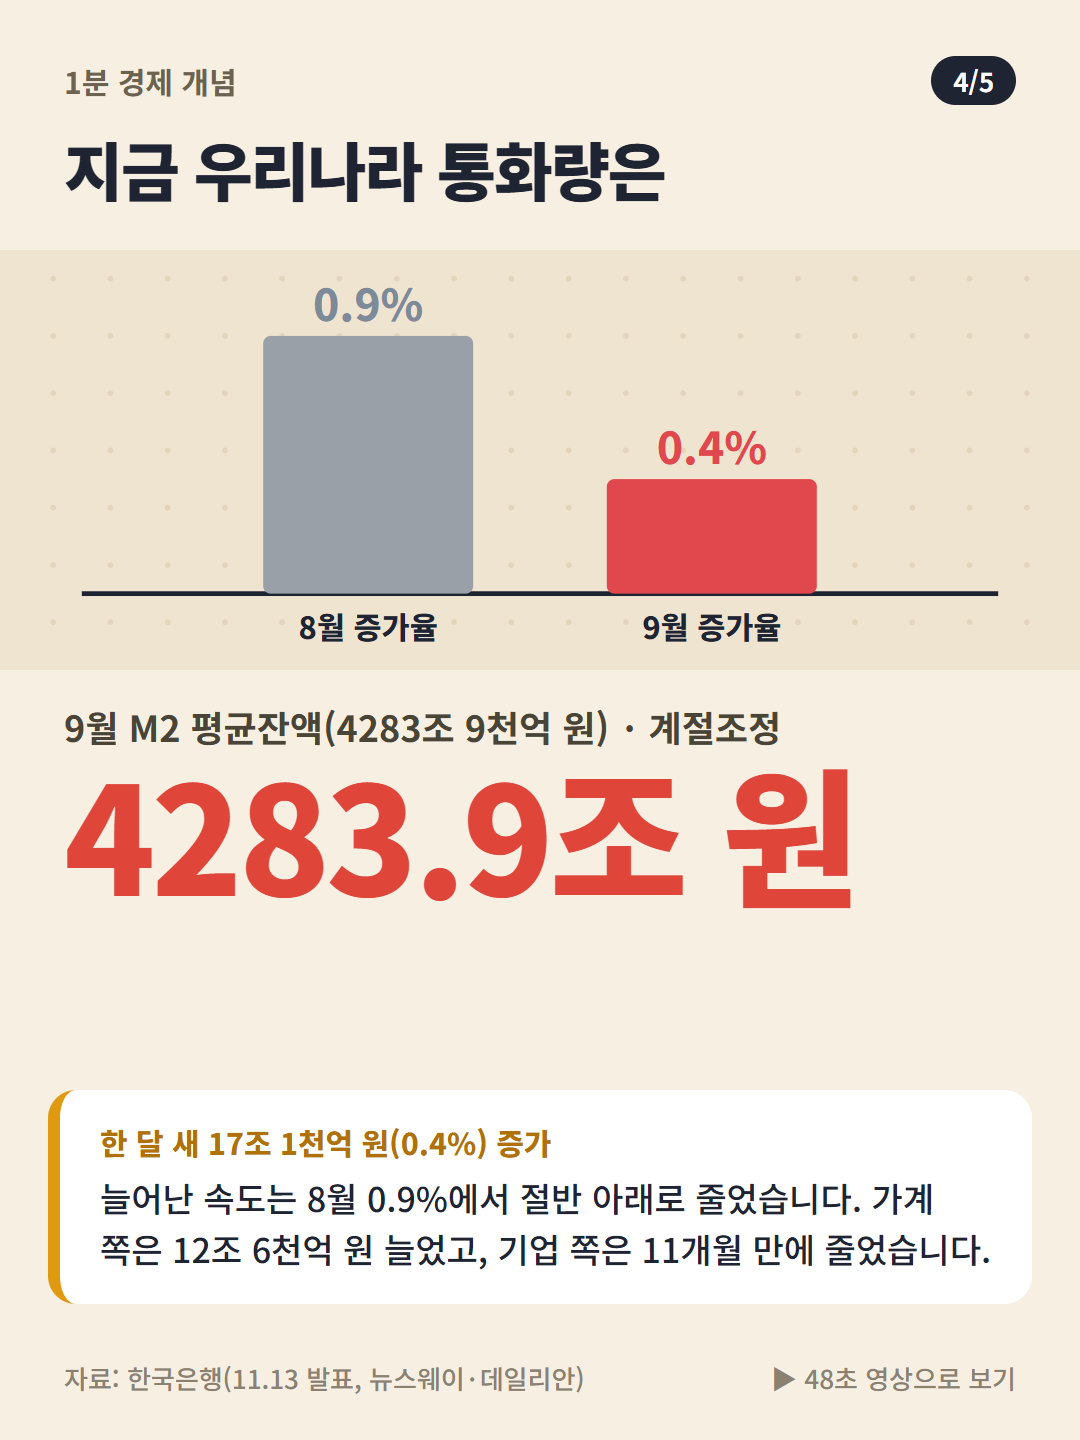 1분 경제 개념
4/5
지금 우리나라 통화량은
0.9%
0.4%
8월 증가율
9월 증가율
9월 M2 평균잔액(4283조 9천억 원) · 계절조정
4283.9조 원
한 달 새 17조 1천억 원(0.4%) 증가
늘어난 속도는 8월 0.9%에서 절반 아래로 줄었습니다. 가계
쪽은 12조 6천억 원 늘었고, 기업 쪽은 11개월 만에 줄었습니다.
자료: 한국은행(11.13 발표, 뉴스웨이·데일리안)
▶ 48초 영상으로 보기